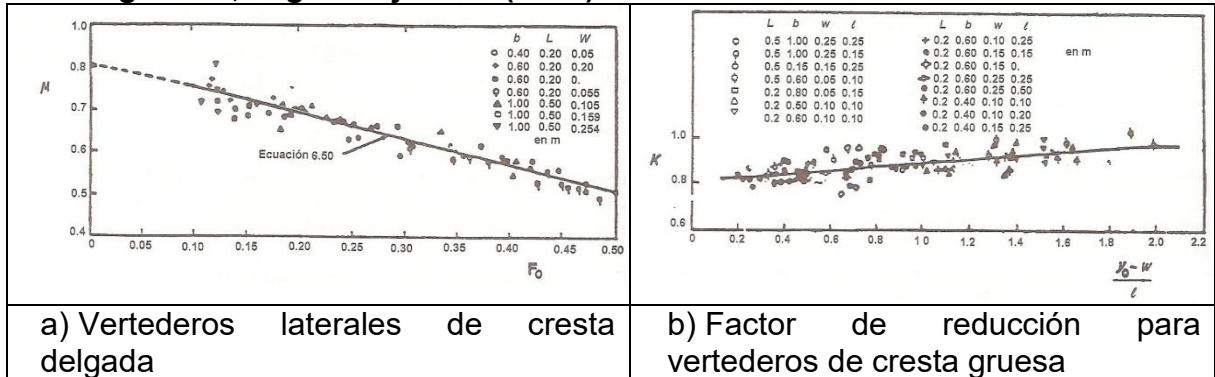 1.0
0.9
0.8
0.7
0.6
0.5
0.4
M
b L W
0.40 0.20 0.05
0.60 0.20 0.20
0.60 0.20 0.
0.60 0.20 0.055
1.00 0.50 0.105
1.00 0.50 0.159
1.00 0.50 0.254
en m
Ecuación 6.50
0 0.05 0.10 0.15 0.20 0.25 0.30 0.35 0.40 0.45 0.50
F0
L b w ℓ
0.5 1.00 0.25 0.25
0.5 1.00 0.25 0.15
0.5 0.15 0.15 0.25
0.5 0.60 0.05 0.10
0.2 0.80 0.05 0.15
0.2 0.50 0.10 0.10
0.2 0.60 0.10 0.10
L b w ℓ
0.2 0.60 0.10 0.25
0.2 0.60 0.15 0.15
0.2 0.60 0.15 0.
0.2 0.60 0.25 0.25
0.2 0.60 0.25 0.50
0.2 0.40 0.10 0.10
0.2 0.40 0.10 0.20
0.2 0.40 0.15 0.25
en m
1.0
K
0.8
0.6
0 0.2 0.4 0.6 0.8 1.0 1.2 1.4 1.6 1.8 2.0 2.2
y0 - w
ℓ
a) Vertederos laterales de cresta
delgada
b) Factor de reducción para
vertederos de cresta gruesa